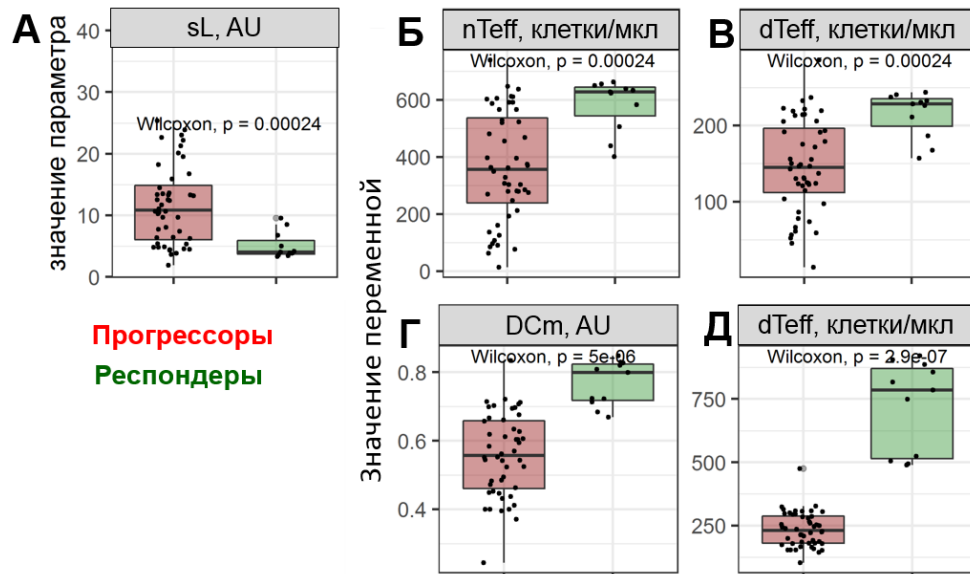 А
sL, AU
значение параметра
40
30
20
10
0
Wilcoxon, p = 0.00024
Прогрессоры
Респондеры
Значение переменной
Б
nTeff, клетки/мкл
Wilcoxon, p = 0.00024
600
400
200
0
В
dTeff, клетки/мкл
Wilcoxon, p = 0.00024
200
100
0
Г
DCm, AU
Wilcoxon, p = 5e-06
0.8
0.6
0.4
Д
dTeff, клетки/мкл
Wilcoxon, p = 2.9e-07
750
500
250